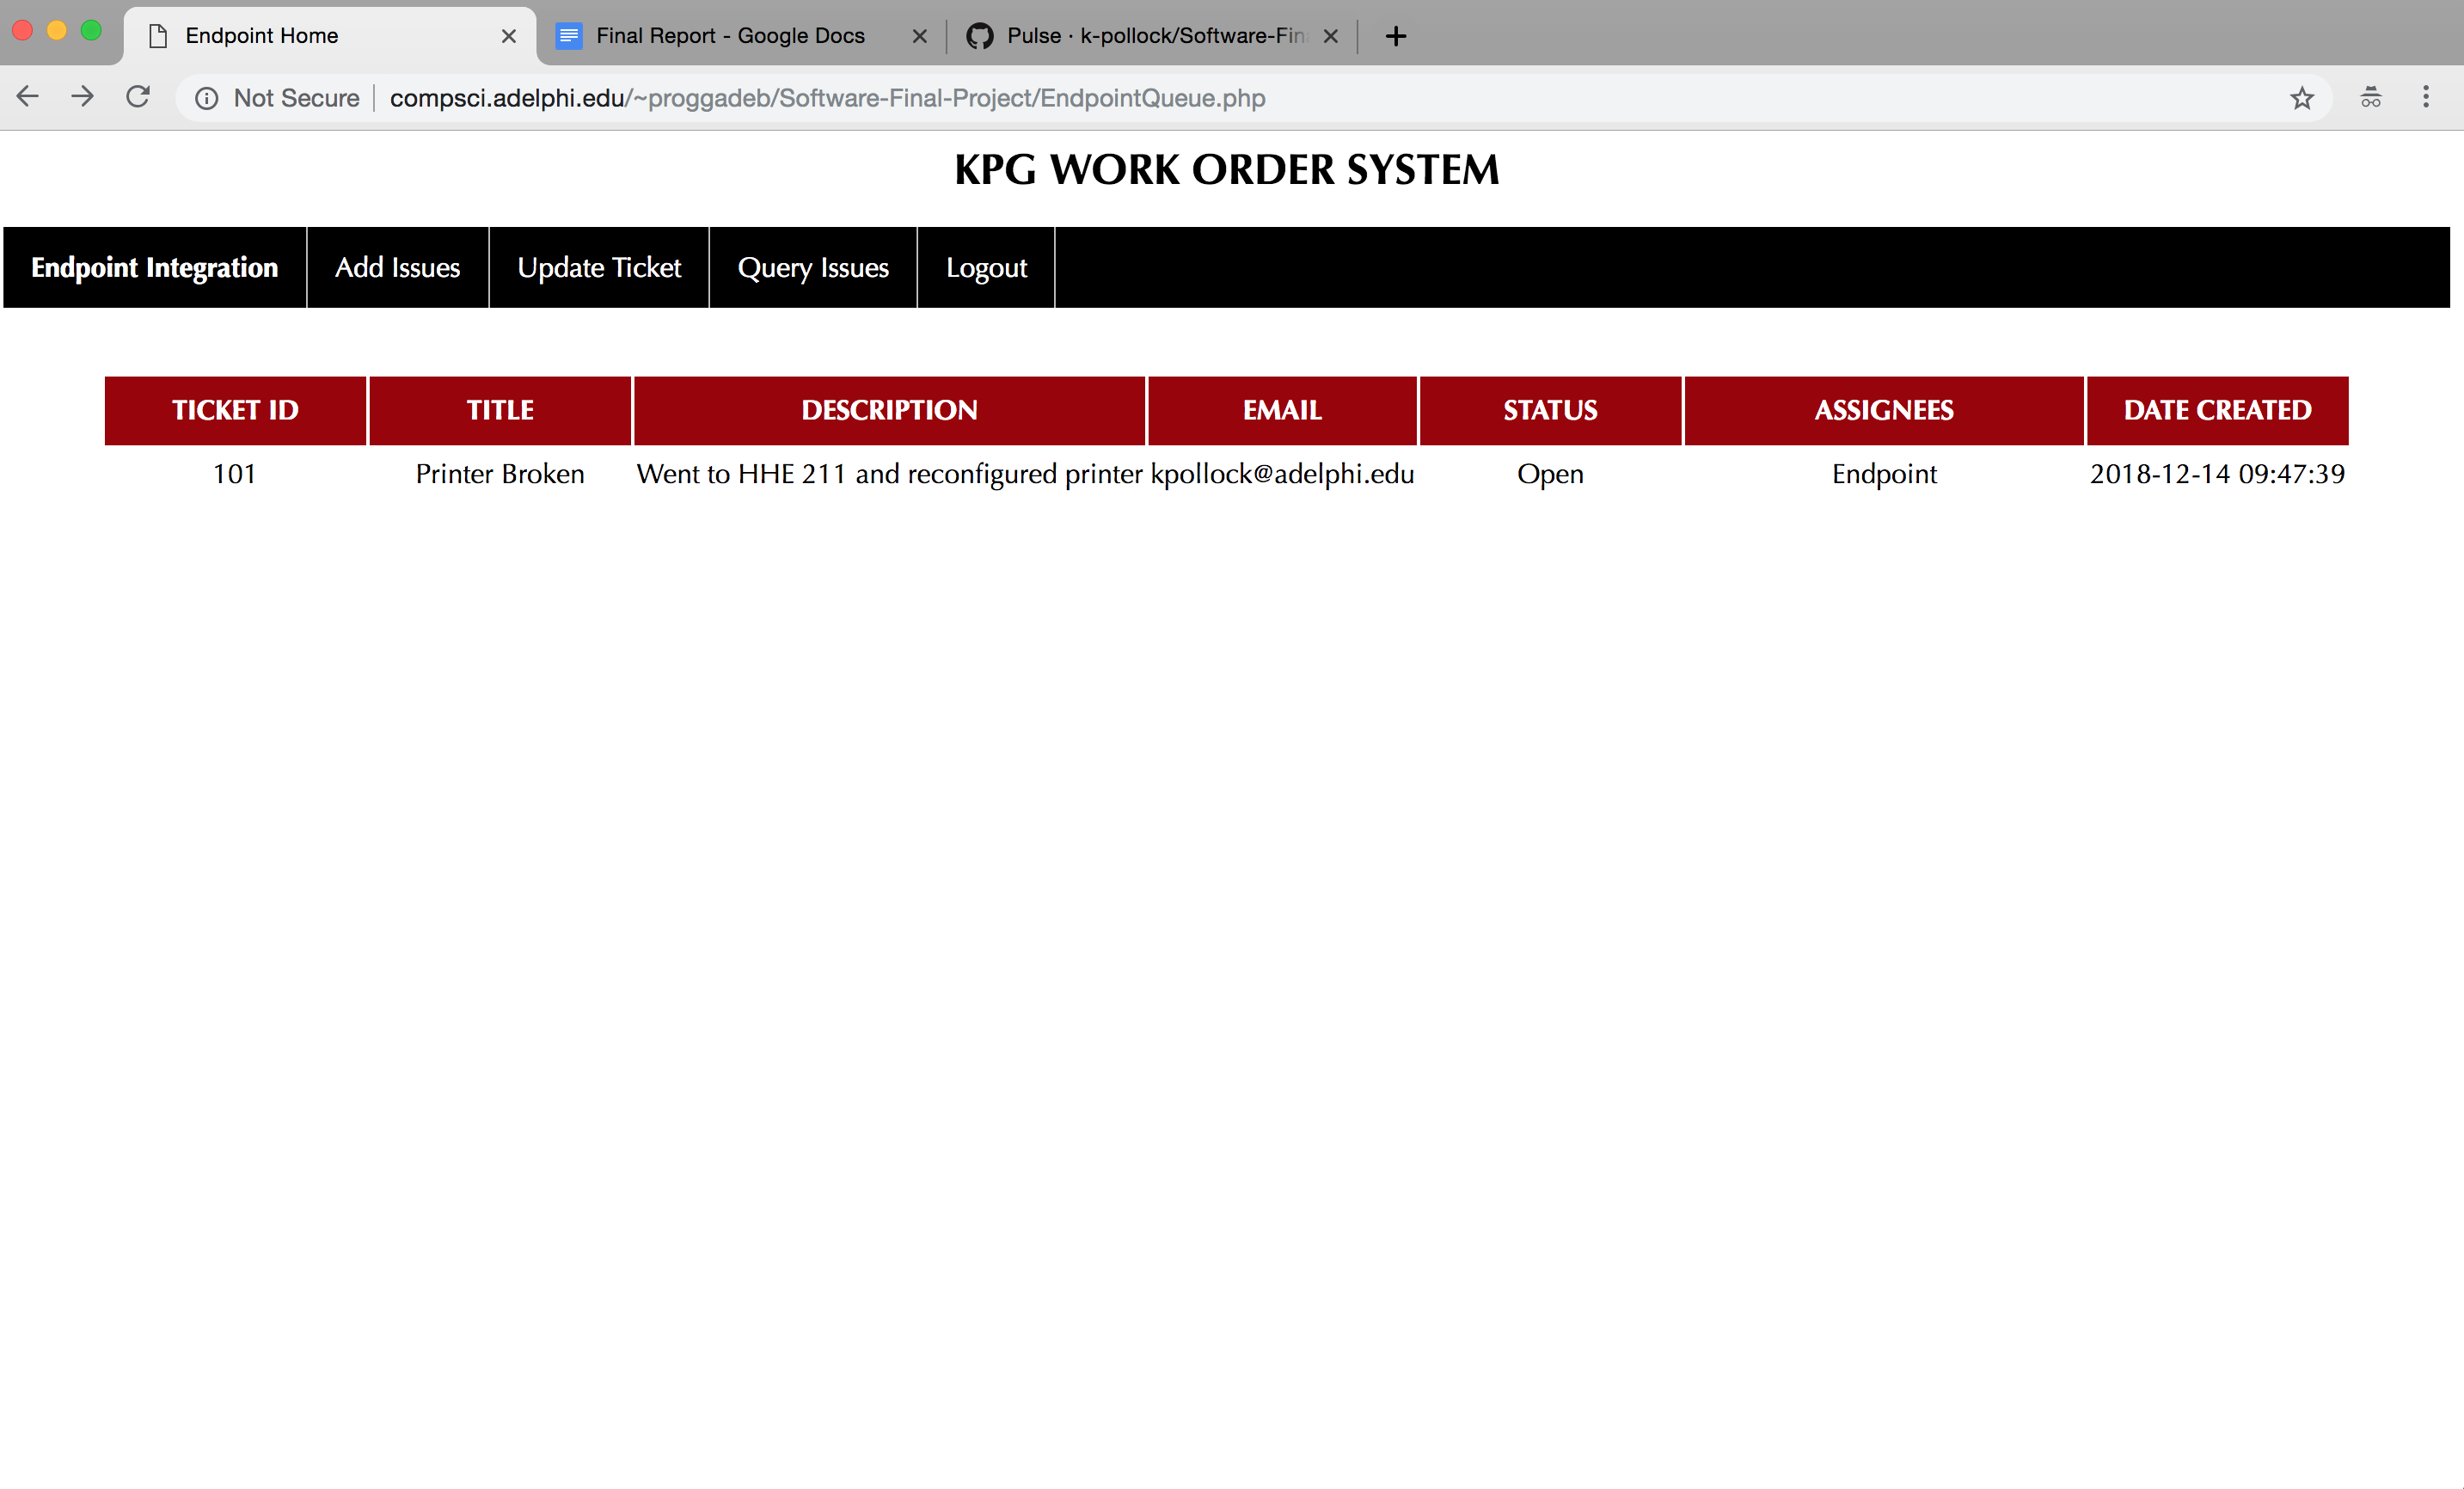 Endpoint Home
Final Report - Google Docs
Pulse · k-pollock/Software-Fin
Not Secure compsci.adelphi.edu/~proggadeb/Software-Final-Project/EndpointQueue.php
KPG WORK ORDER SYSTEM
Endpoint Integration Add Issues Update Ticket Query Issues Logout
TICKET ID TITLE DESCRIPTION EMAIL STATUS ASSIGNEES DATE CREATED
101 Printer Broken Went to HHE 211 and reconfigured printer kpollock@adelphi.edu Open Endpoint 2018-12-14 09:47:39